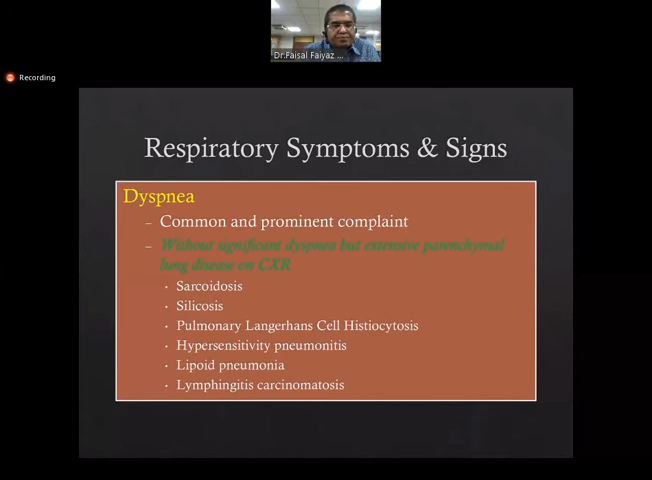 Dr.Faisal Faiyaz ...
Recording
Respiratory Symptoms & Signs
Dyspnea
– Common and prominent complaint
– Without significant dyspnea but extensive parenchymal
lung disease on CXR
• Sarcoidosis
• Silicosis
• Pulmonary Langerhans Cell Histiocytosis
• Hypersensitivity pneumonitis
• Lipoid pneumonia
• Lymphingitis carcinomatosis